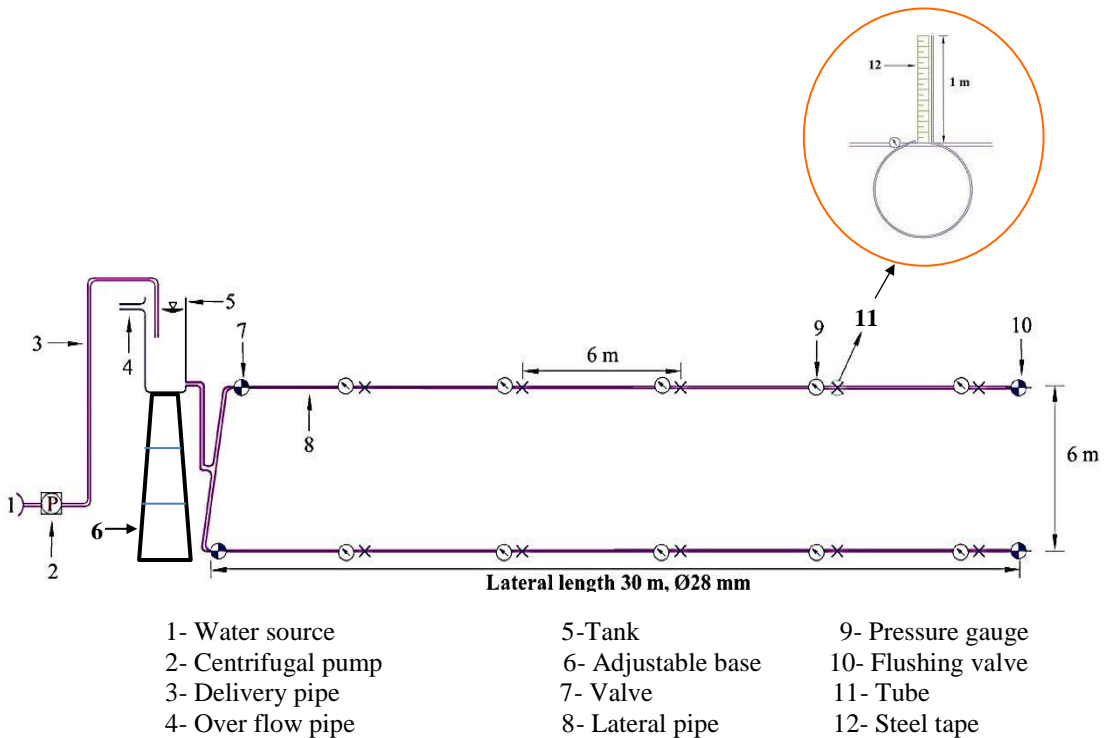 12
1 m
5
7
9
11
10
3
4
6 m
8
6 m
1
P
6
2
Lateral length 30 m, Ø28 mm
1- Water source 5-Tank 9- Pressure gauge
2- Centrifugal pump 6- Adjustable base 10- Flushing valve
3- Delivery pipe 7- Valve 11- Tube
4- Over flow pipe 8- Lateral pipe 12- Steel tape